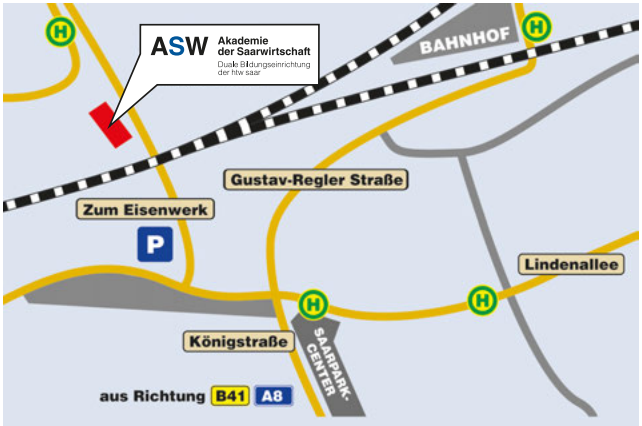 H
ASW Akademie
der Saarwirtschaft
Duale Bildungseinrichtung
der htw saar
BAHNHOF
H
Gustav-Regler Straße
Zum Eisenwerk
P
Lindenallee
H
H
Königstraße
SAARPARK-
CENTER
aus Richtung B41 A8